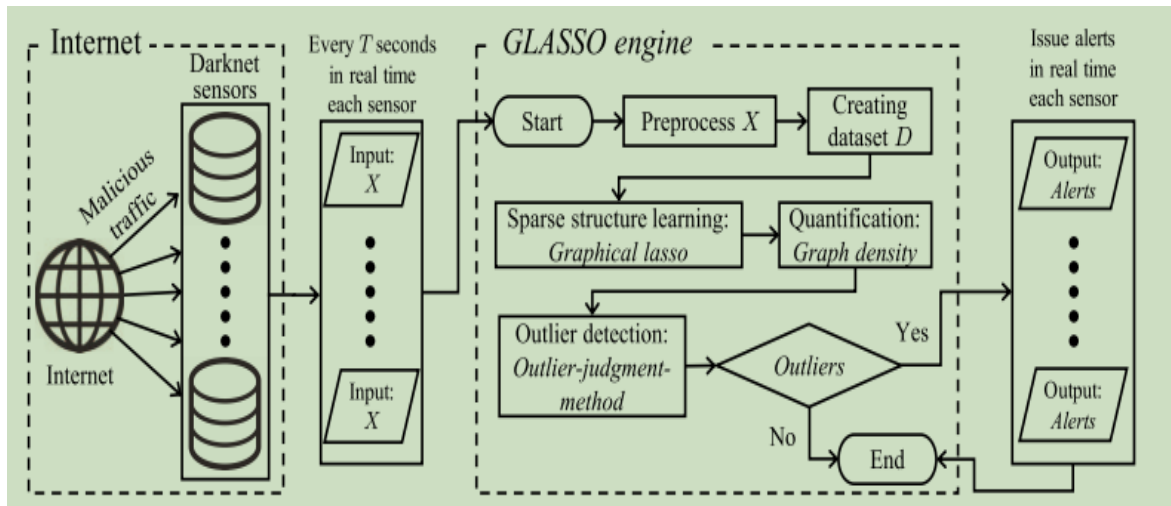 Internet
Darknet
sensors
Malicious
traffic
Internet
Every T seconds
in real time
each sensor
Input:
X
Input:
X
GLASSO engine
Start
Preprocess X
Creating
dataset D
Sparse structure learning:
Graphical lasso
Quantification:
Graph density
Outlier detection:
Outlier-judgment-
method
Outliers
Yes
No
End
Issue alerts
in real time
each sensor
Output:
Alerts
Output:
Alerts